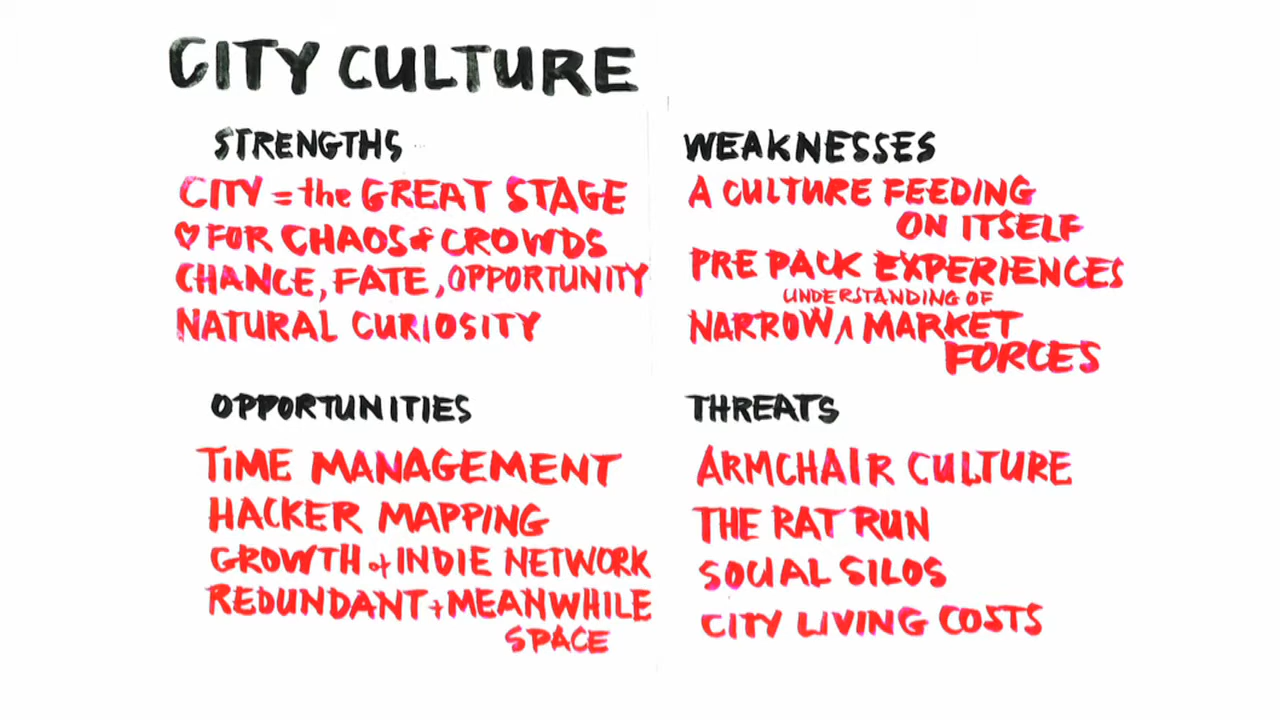 CITY CULTURE
STRENGTHS
CITY = the GREAT STAGE
♡ FOR CHAOS & CROWDS
CHANCE, FATE, OPPORTUNITY
NATURAL CURIOSITY
WEAKNESSES
A CULTURE FEEDING
ON ITSELF
PRE PACK EXPERIENCES
UNDERSTANDING OF
NARROW ∧ MARKET
FORCES
OPPORTUNITIES
TIME MANAGEMENT
HACKER MAPPING
GROWTH of INDIE NETWORK
REDUNDANT + MEANWHILE
SPACE
THREATS
ARMCHAIR CULTURE
THE RAT RUN
SOCIAL SILOS
CITY LIVING COSTS